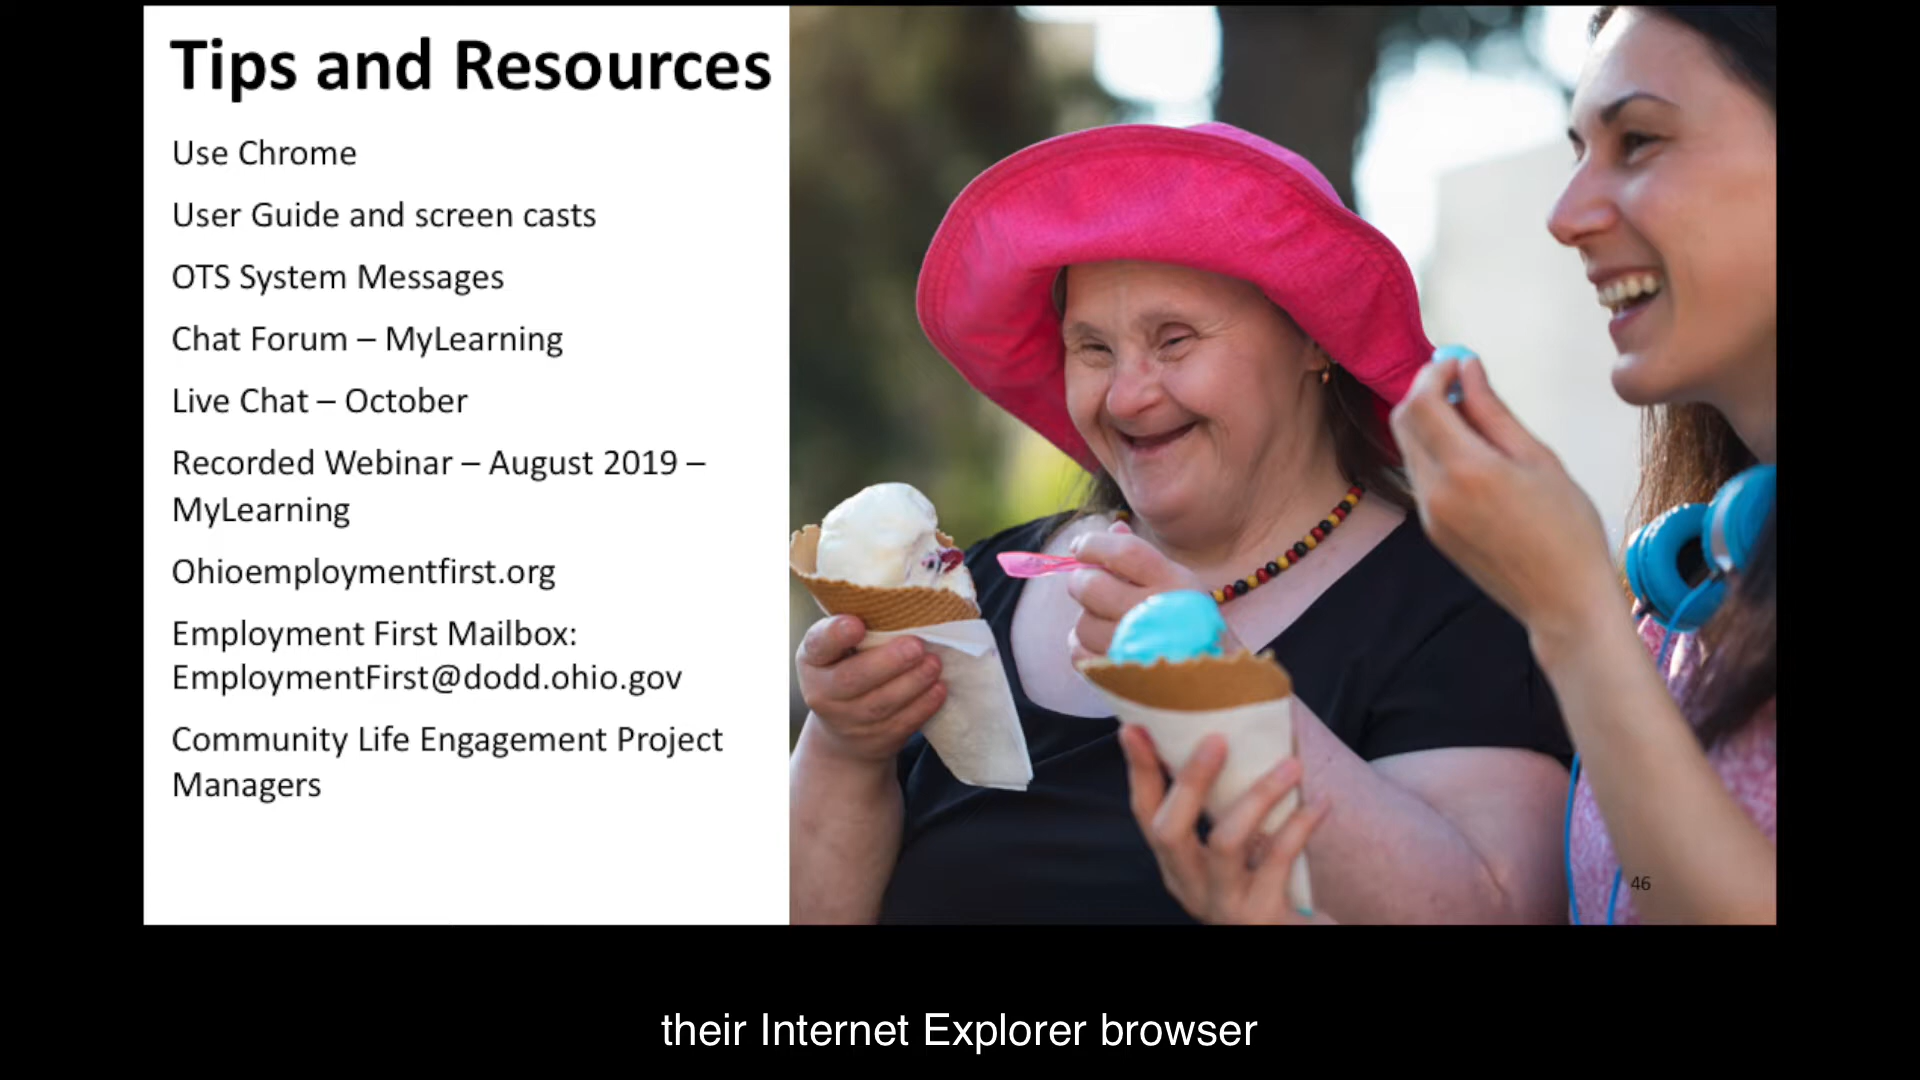 Tips and Resources
Use Chrome
User Guide and screen casts
OTS System Messages
Chat Forum – MyLearning
Live Chat – October
Recorded Webinar – August 2019 –
MyLearning
Ohioemploymentfirst.org
Employment First Mailbox:
EmploymentFirst@dodd.ohio.gov
Community Life Engagement Project
Managers
46
their Internet Explorer browser